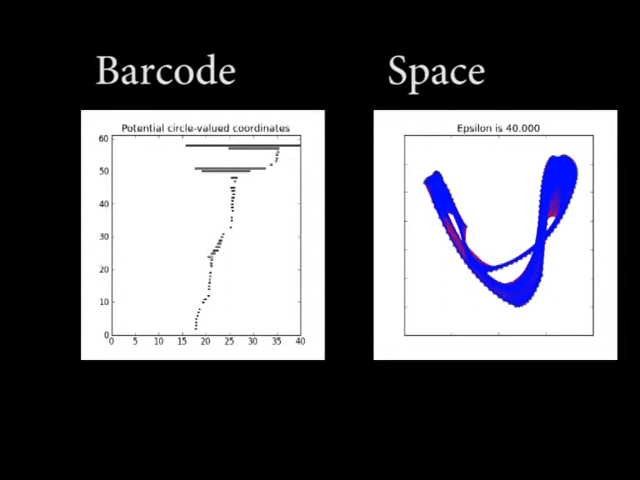 Barcode
Space
Potential circle-valued coordinates
60
50
40
30
20
10
0
0 5 10 15 20 25 30 35 40
Epsilon is 40.000